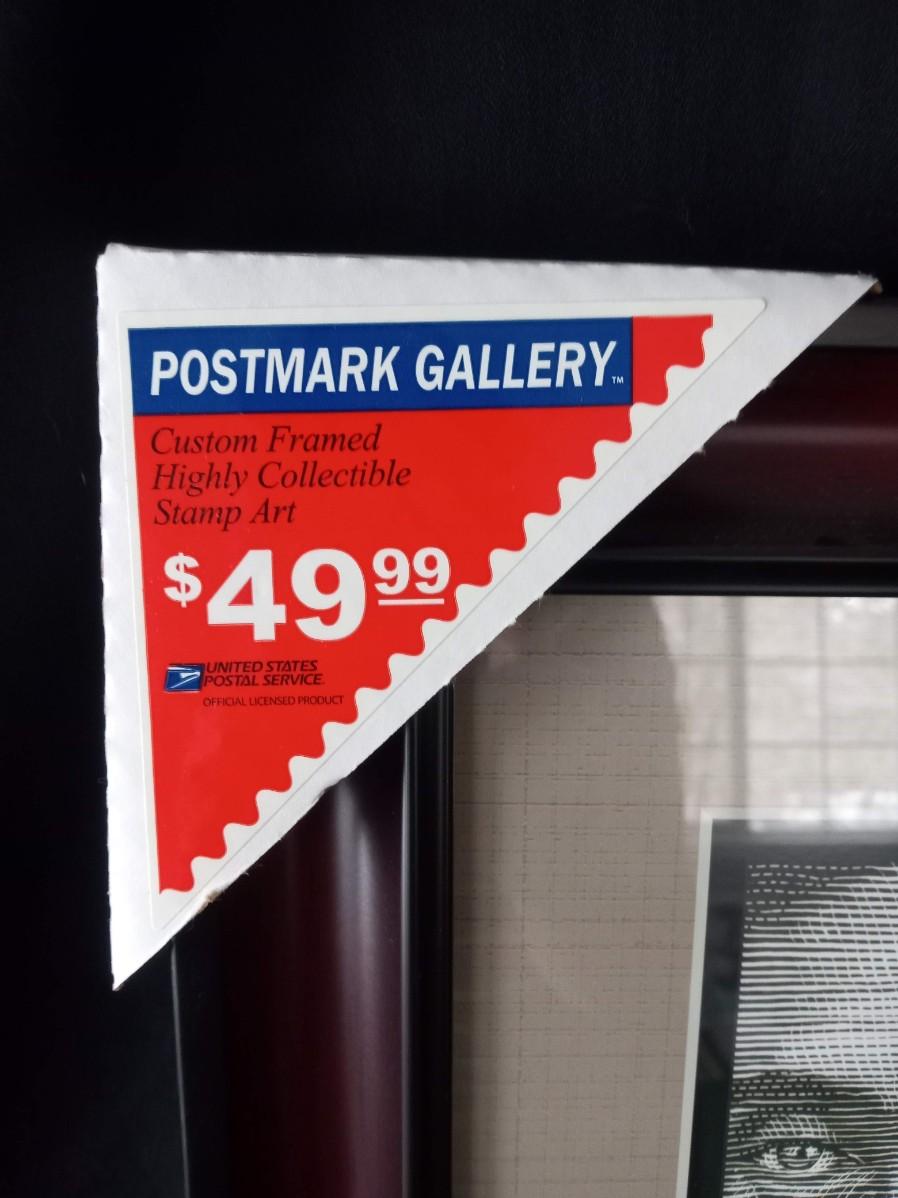 POSTMARK GALLERY™
Custom Framed
Highly Collectible
Stamp Art
$49 99
UNITED STATES
POSTAL SERVICE.
OFFICIAL LICENSED PRODUCT